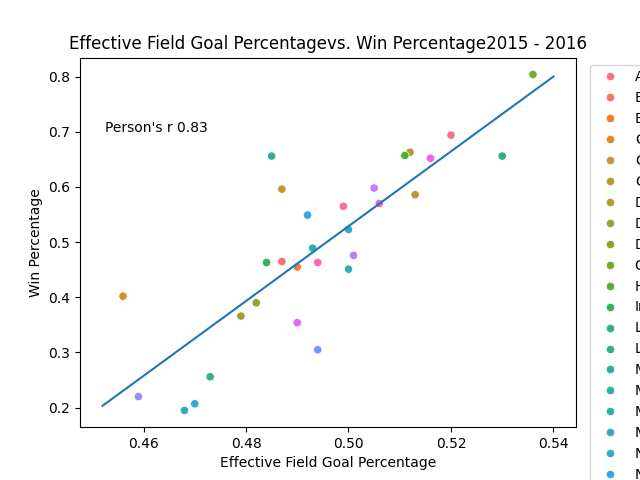 Effective Field Goal Percentagevs. Win Percentage2015 - 2016
Person's r 0.83
Win Percentage
0.8
0.7
0.6
0.5
0.4
0.3
0.2
0.46
0.48
0.50
0.52
0.54
Effective Field Goal Percentage
A